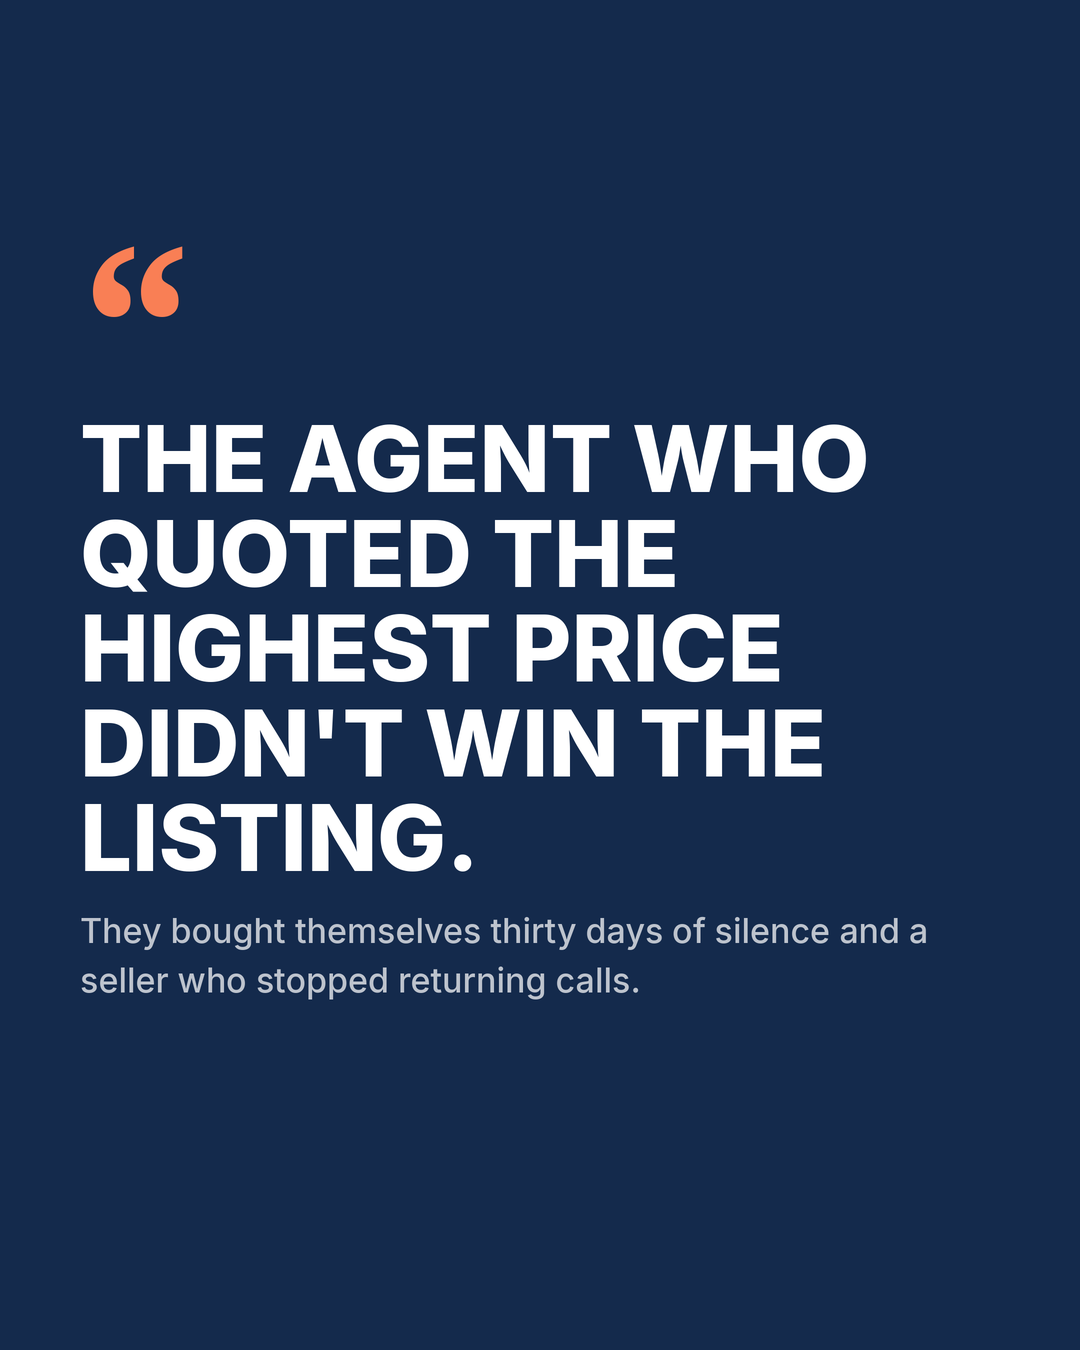 “
THE AGENT WHO
QUOTED THE
HIGHEST PRICE
DIDN'T WIN THE
LISTING.
They bought themselves thirty days of silence and a
seller who stopped returning calls.